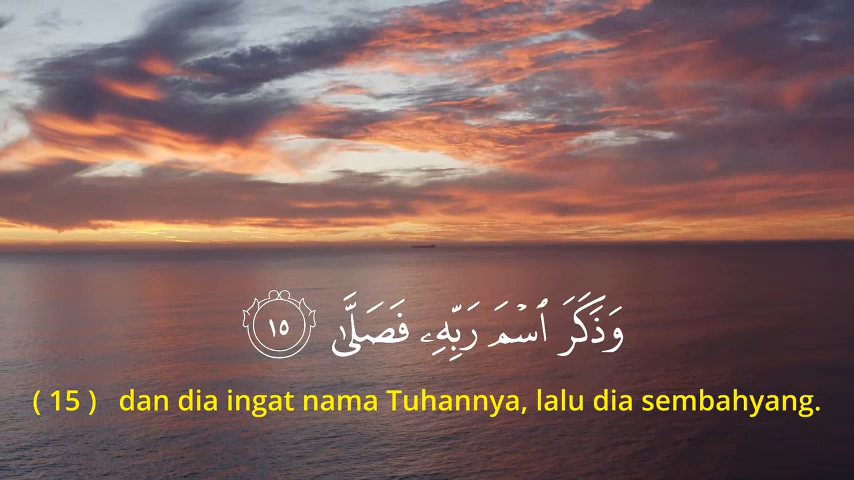 وَذَكَرَ ٱسْمَ رَبِّهِۦ فَصَلَّىٰ ١٥
( 15 ) dan dia ingat nama Tuhannya, lalu dia sembahyang.